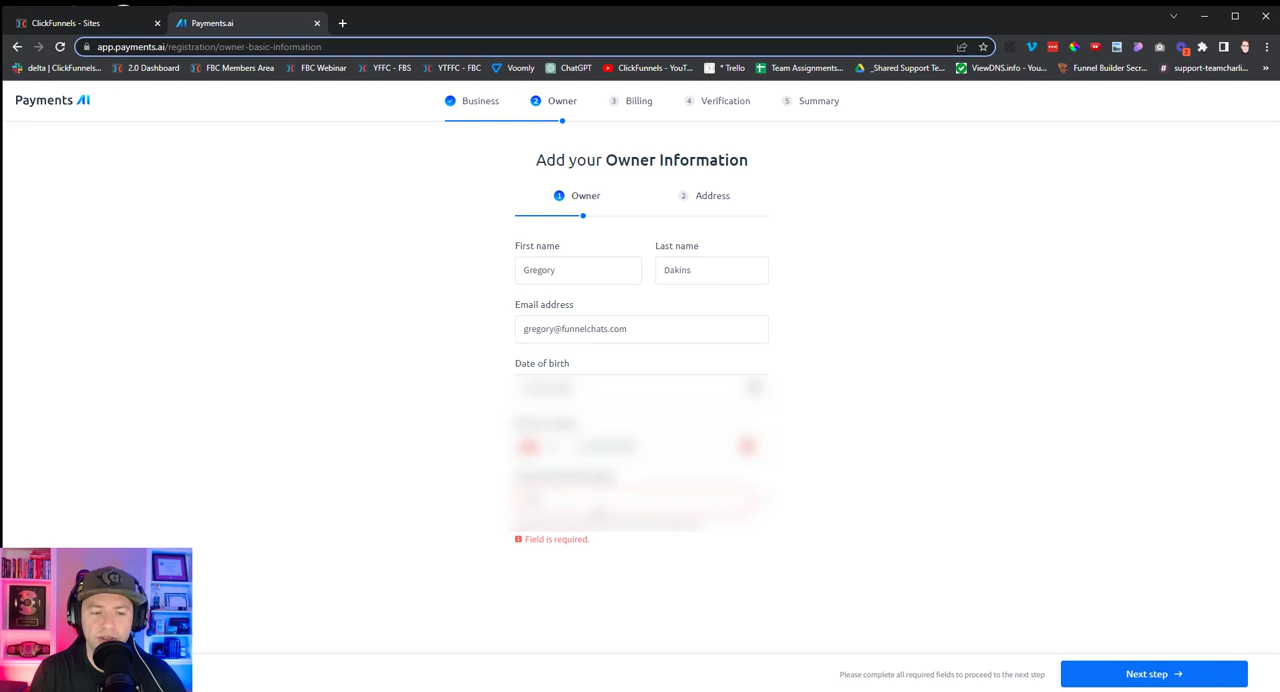 ClickFunnels - Sites
Payments.ai
app.payments.ai/registration/owner-basic-information
delta | ClickFunnels...
2.0 Dashboard
FBC Members Area
FBC Webinar
YFFC - FBS
YTFFC - FBC
Voomly
ChatGPT
ClickFunnels - YouT...
* Trello
Team Assignments...
_Shared Support Te...
ViewDNS.info - You...
Funnel Builder Secr...
support-teamcharli...
Payments AI
Business
2 Owner
3 Billing
4 Verification
5 Summary
Add your Owner Information
1 Owner
2 Address
First name
Last name
Gregory
Dakins
Email address
gregory@funnelchats.com
Date of birth
Field is required.
Please complete all required fields to proceed to the next step
Next step →